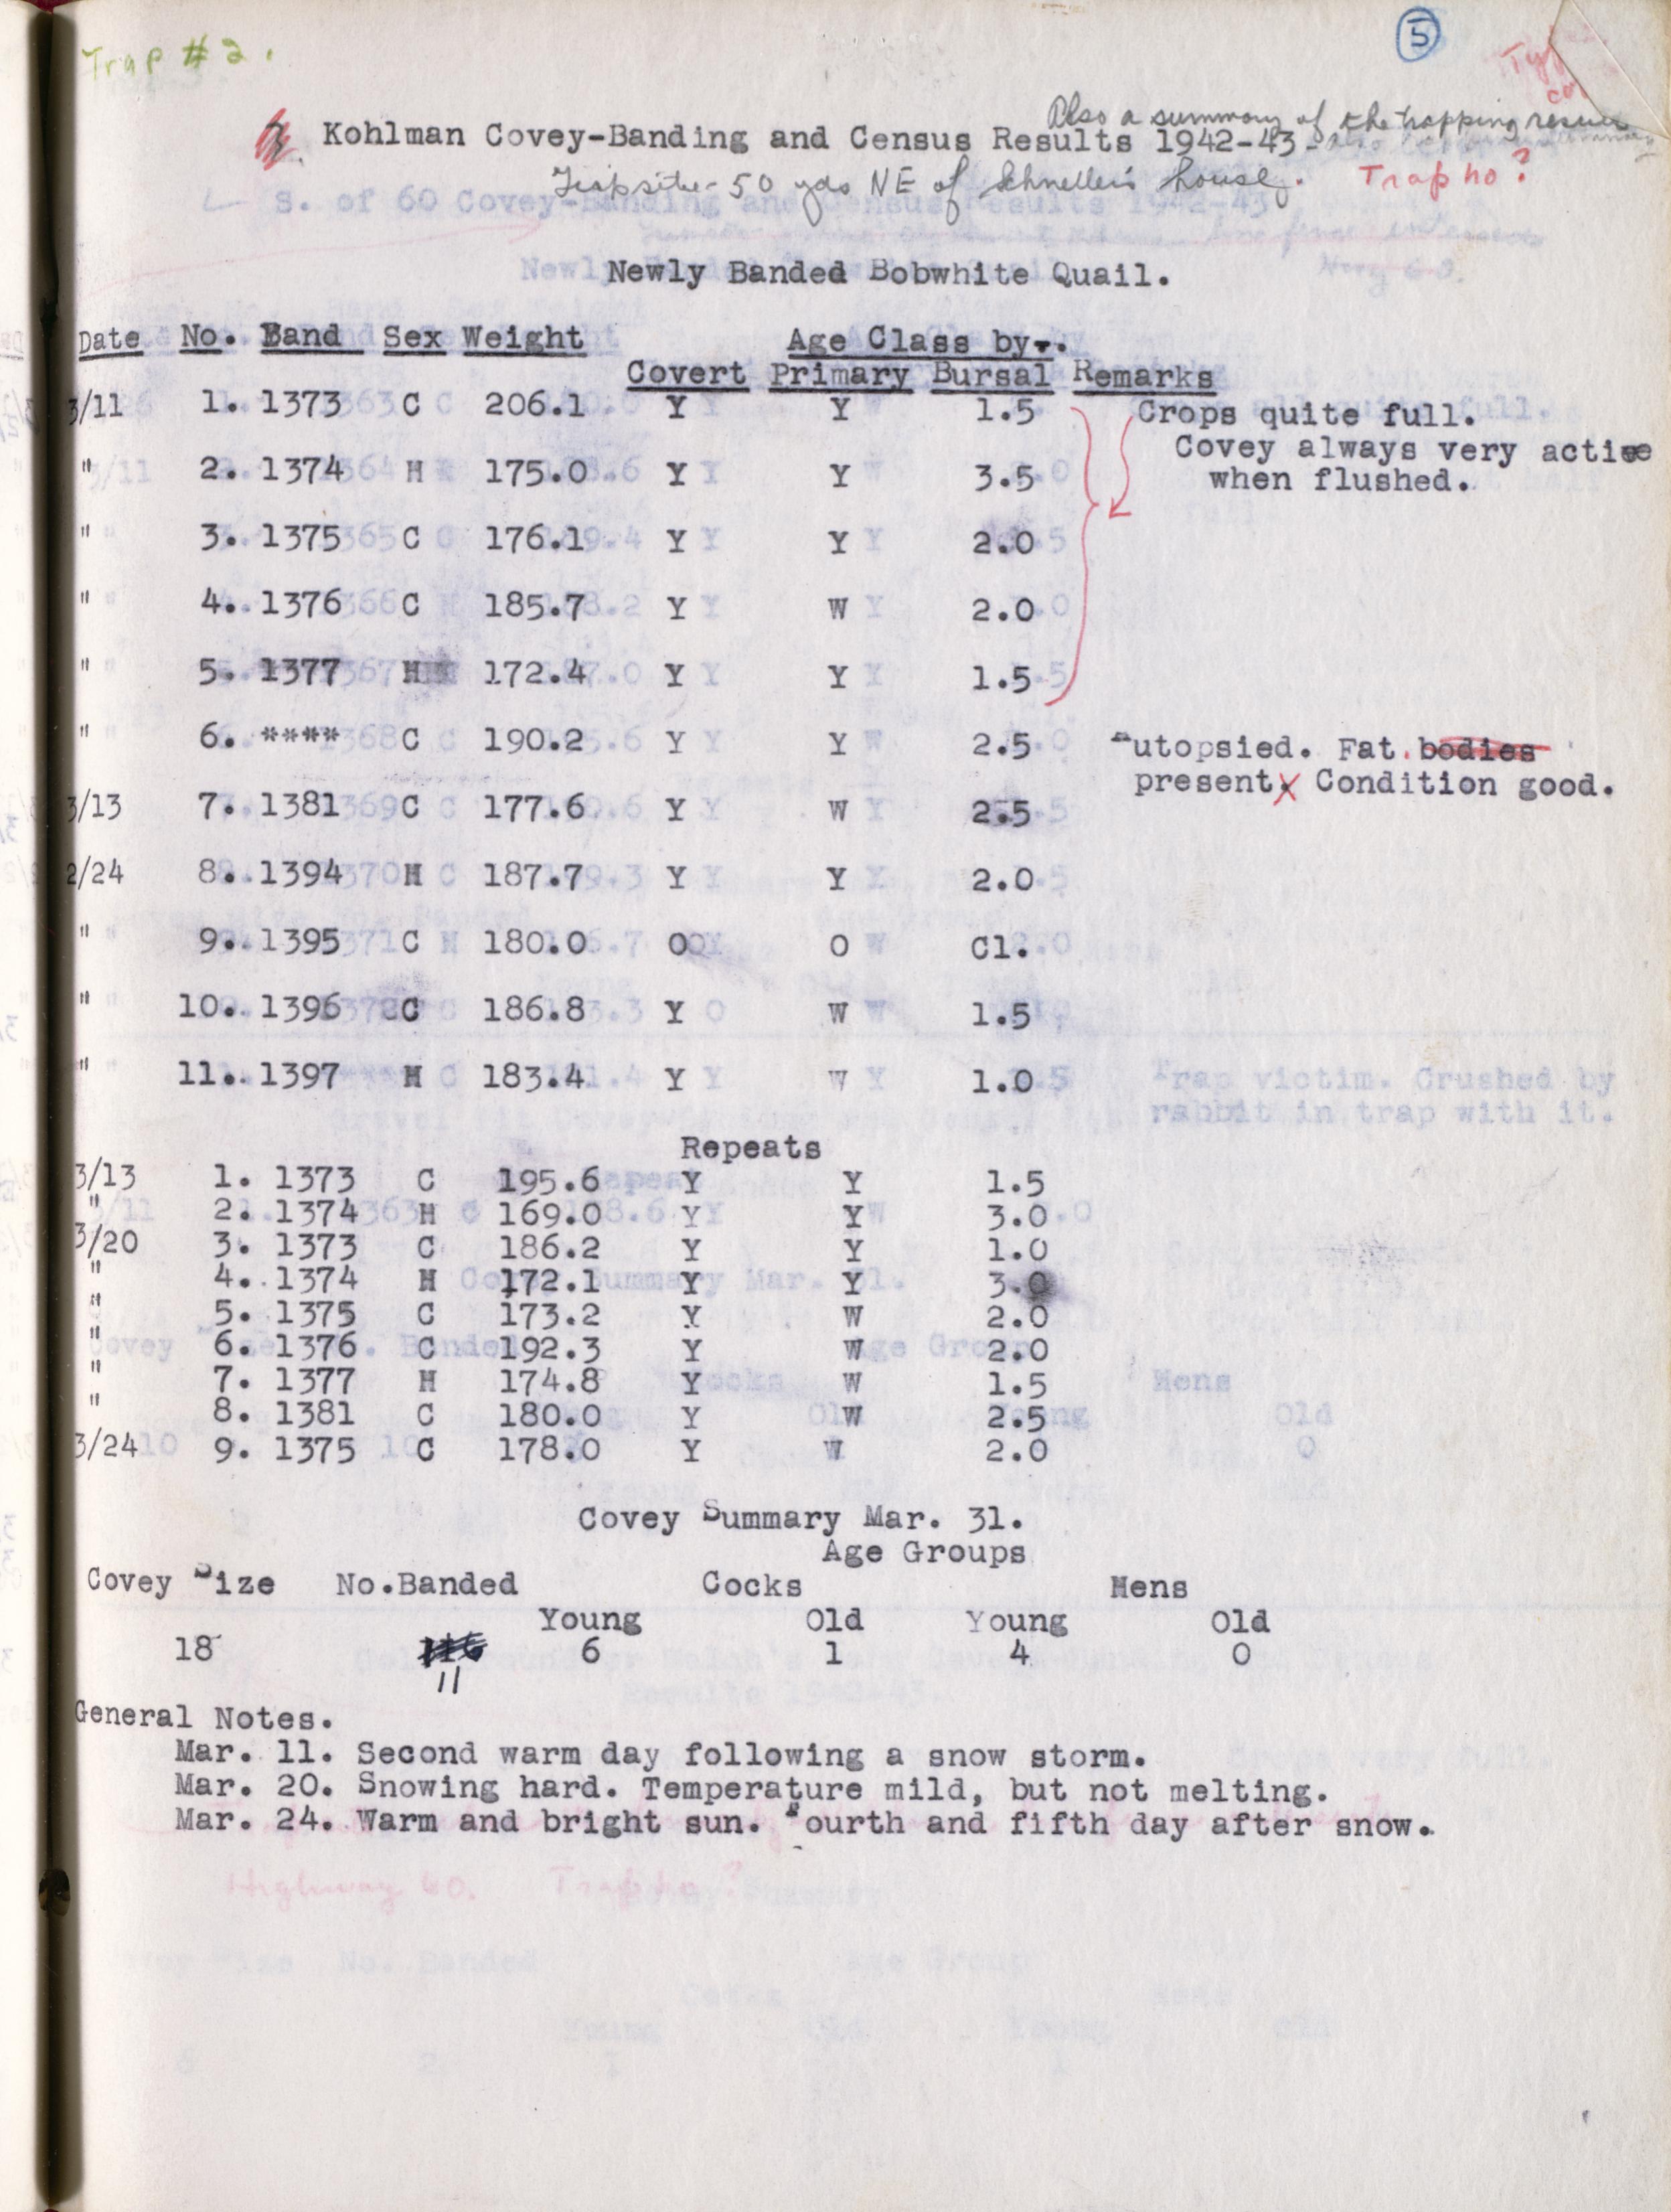 Trap # 2.
5
Also a summary of the trapping
Kohlman Covey-Banding and Census Results 1942-43
Trapsite- 50 yds NE of Schneller's house. Trap no?
Newly Banded Bobwhite Quail.
Date No. Band Sex Weight Age Class by-.
Covert Primary Bursal Remarks
3/11 1. 1373 C 206.1 Y Y 1.5 Crops quite full.
Covey always very active
" 2. 1374 H 175.0 Y Y 3.5 when flushed.
" 3. 1375 C 176.1 Y Y 2.0
" 4. 1376 C 185.7 Y W 2.0
" 5. 1377 H 172.4 Y Y 1.5
" 6. **** C 190.2 Y Y 2.5 Autopsied. Fat bodies
present. Condition good.
3/13 7. 1381 C 177.6 Y W 2.5
2/24 8. 1394 H 187.7 Y Y 2.0
" 9. 1395 C 180.0 O O Cl.
" 10. 1396 C 186.8 Y W 1.5
" 11. 1397 H 183.4 Y W 1.0
Repeats
3/13 1. 1373 C 195.6 Y Y 1.5
" 2. 1374 H 169.0 Y Y 3.0
3/20 3. 1373 C 186.2 Y Y 1.0
" 4. 1374 H 172.1 Y Y 3.0
" 5. 1375 C 173.2 Y W 2.0
" 6. 1376 C 192.3 Y W 2.0
" 7. 1377 H 174.8 Y W 1.5
" 8. 1381 C 180.0 Y W 2.5
3/24 9. 1375 C 178.0 Y W 2.0
Covey Summary Mar. 31.
Age Groups
Covey Size No.Banded Cocks Hens
Young Old Young Old
18 6 1 4 0
11
General Notes.
Mar. 11. Second warm day following a snow storm.
Mar. 20. Snowing hard. Temperature mild, but not melting.
Mar. 24. Warm and bright sun. Fourth and fifth day after snow.